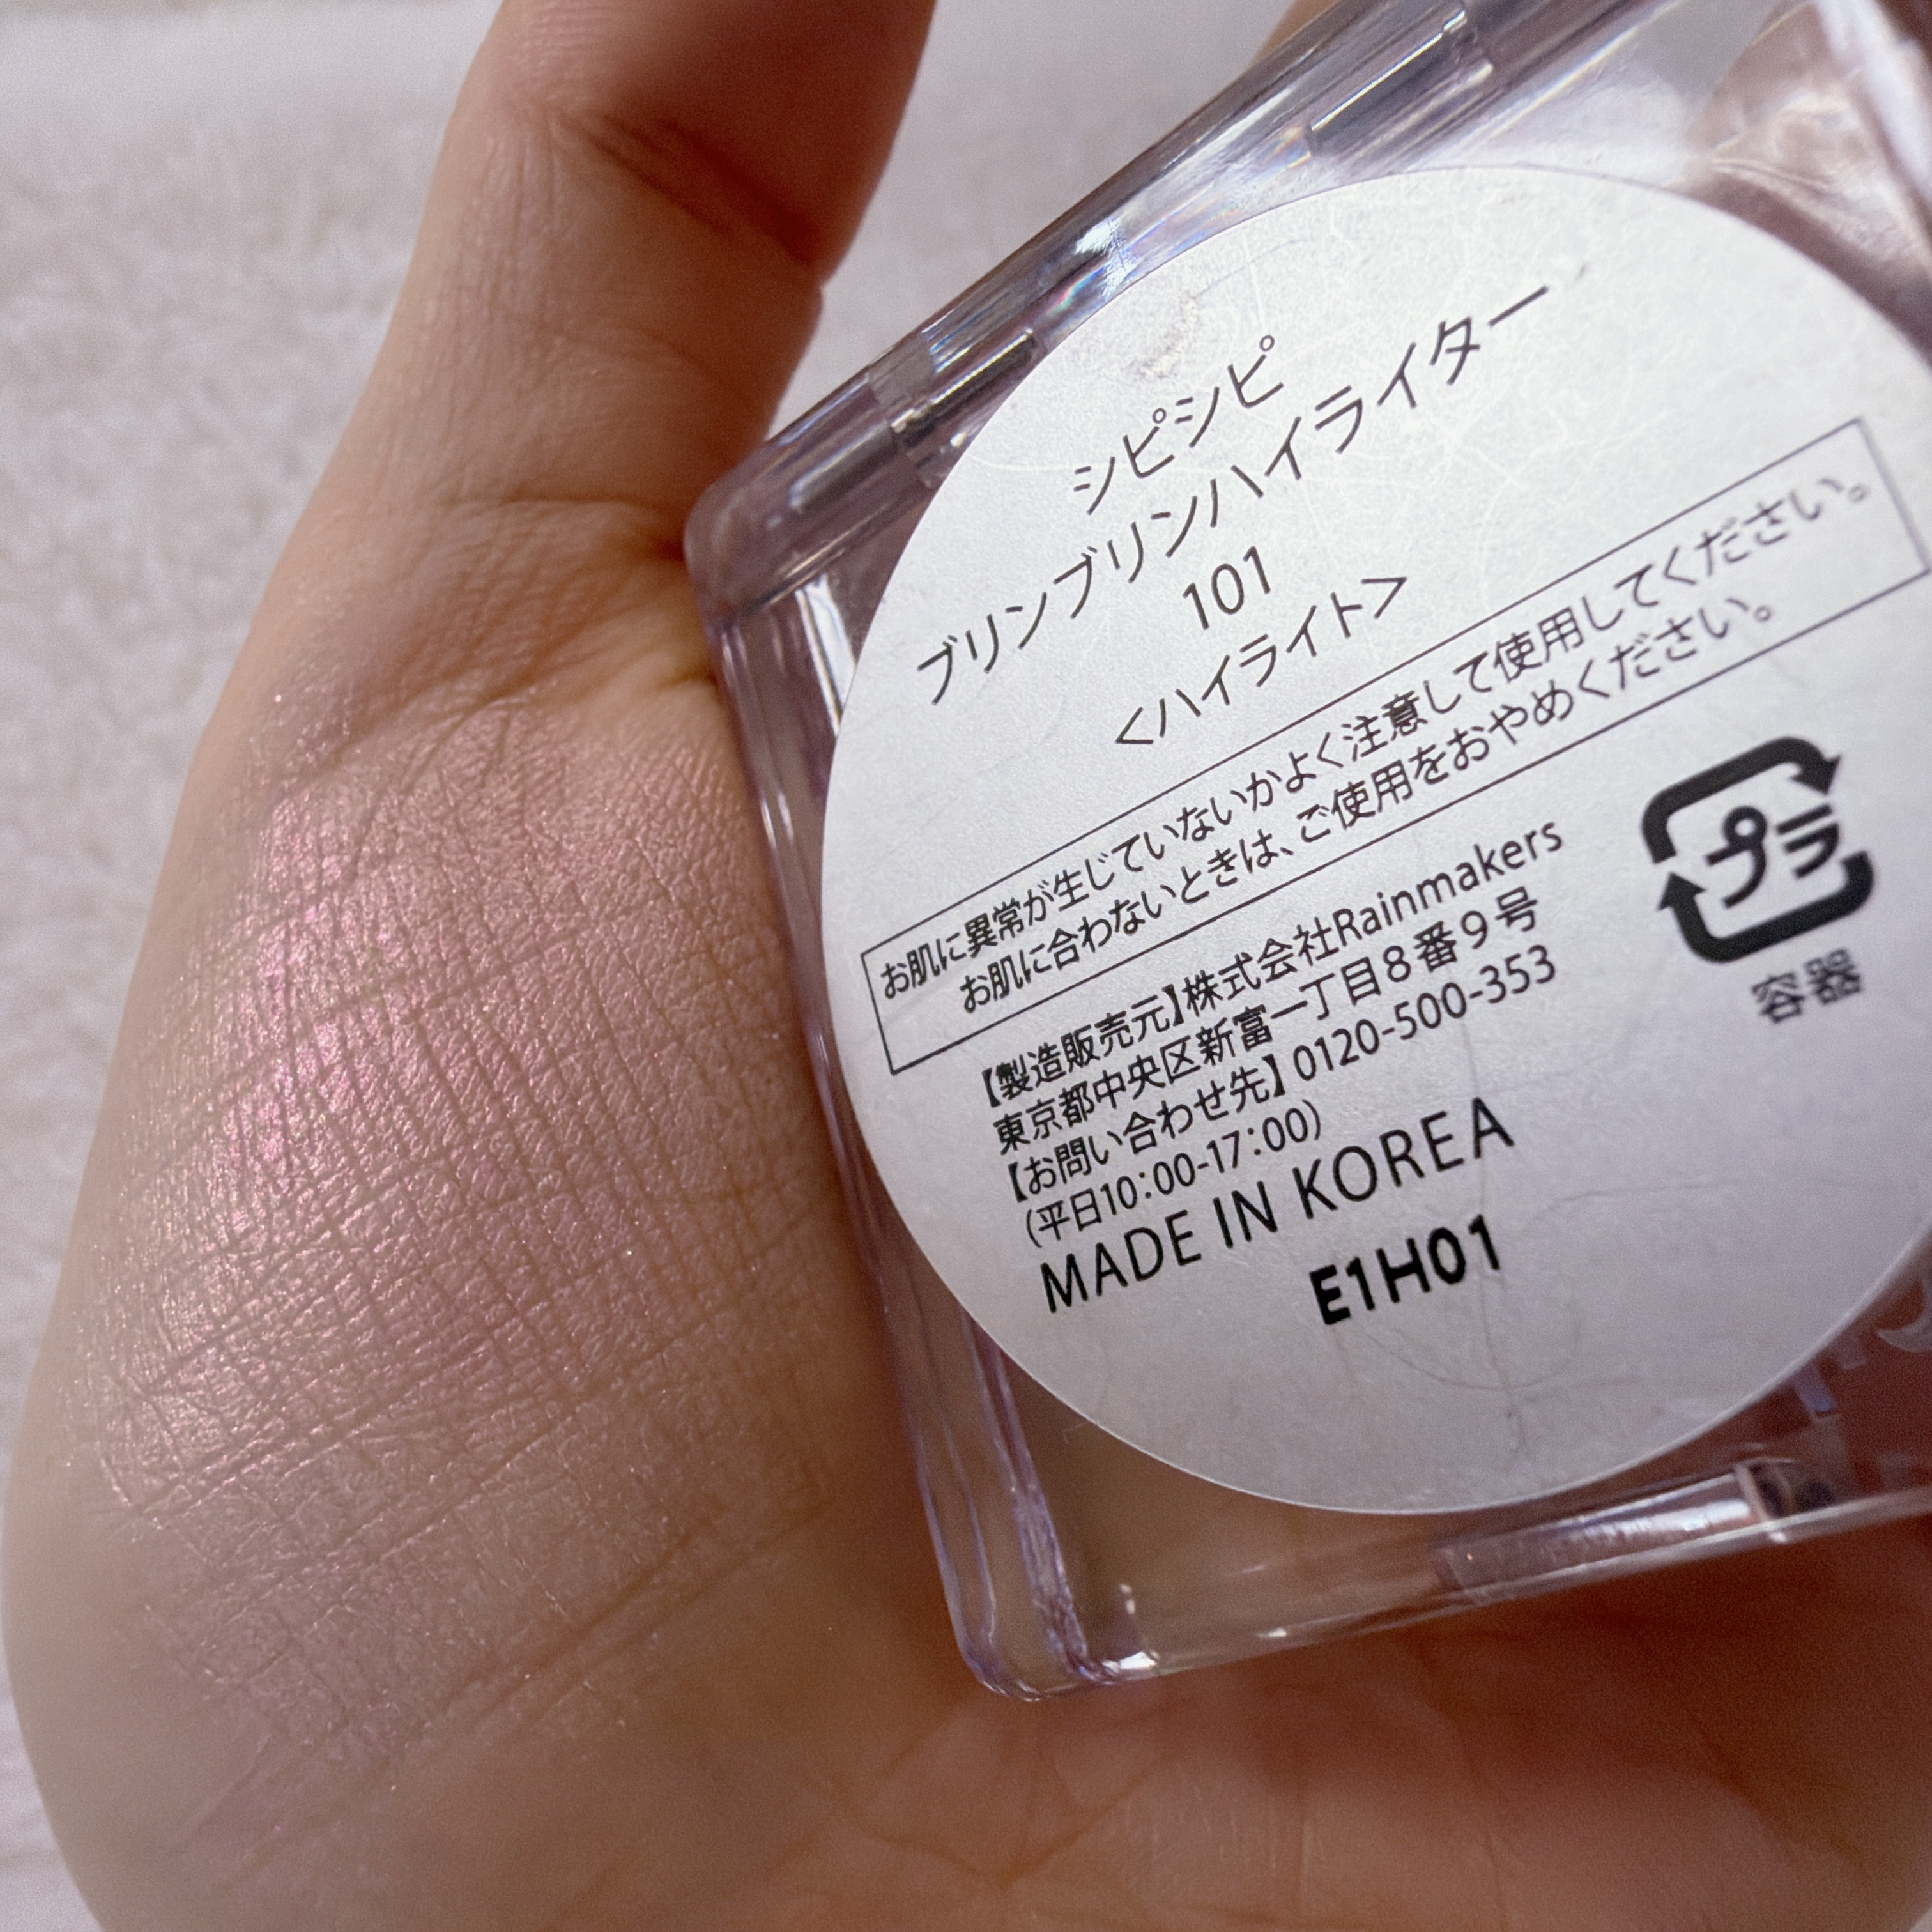 シピシピ
ブリンブリンハイライター
101
<ハイライト>
お肌に異常が生じていないかよく注意して使用してください。
お肌に合わないときは、ご使用をおやめください。
【製造販売元】株式会社Rainmakers
東京都中央区新富一丁目8番9号
【お問い合わせ先】0120-500-353
(平日10:00-17:00)
MADE IN KOREA
E1H01
プラ
容器